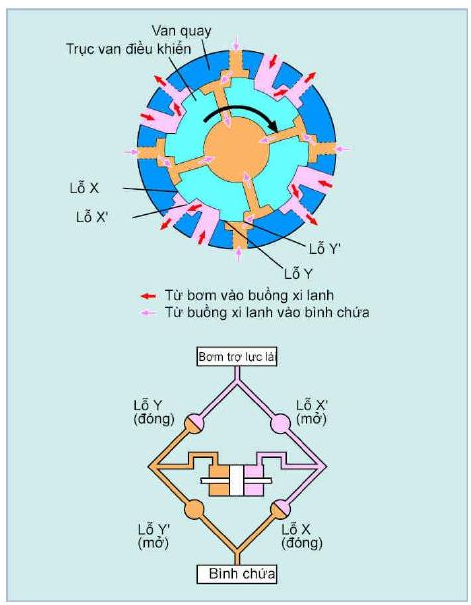 Van quay
Trục van điều khiển
Lỗ X
Lỗ X'
Lỗ Y'
Lỗ Y
Từ bơm vào buồng xi lanh
Từ buồng xi lanh vào bình chứa
Bơm trợ lực lái
Lỗ Y
(đóng)
Lỗ X'
(mở)
Lỗ Y'
(mở)
Lỗ X
(đóng)
Bình chứa